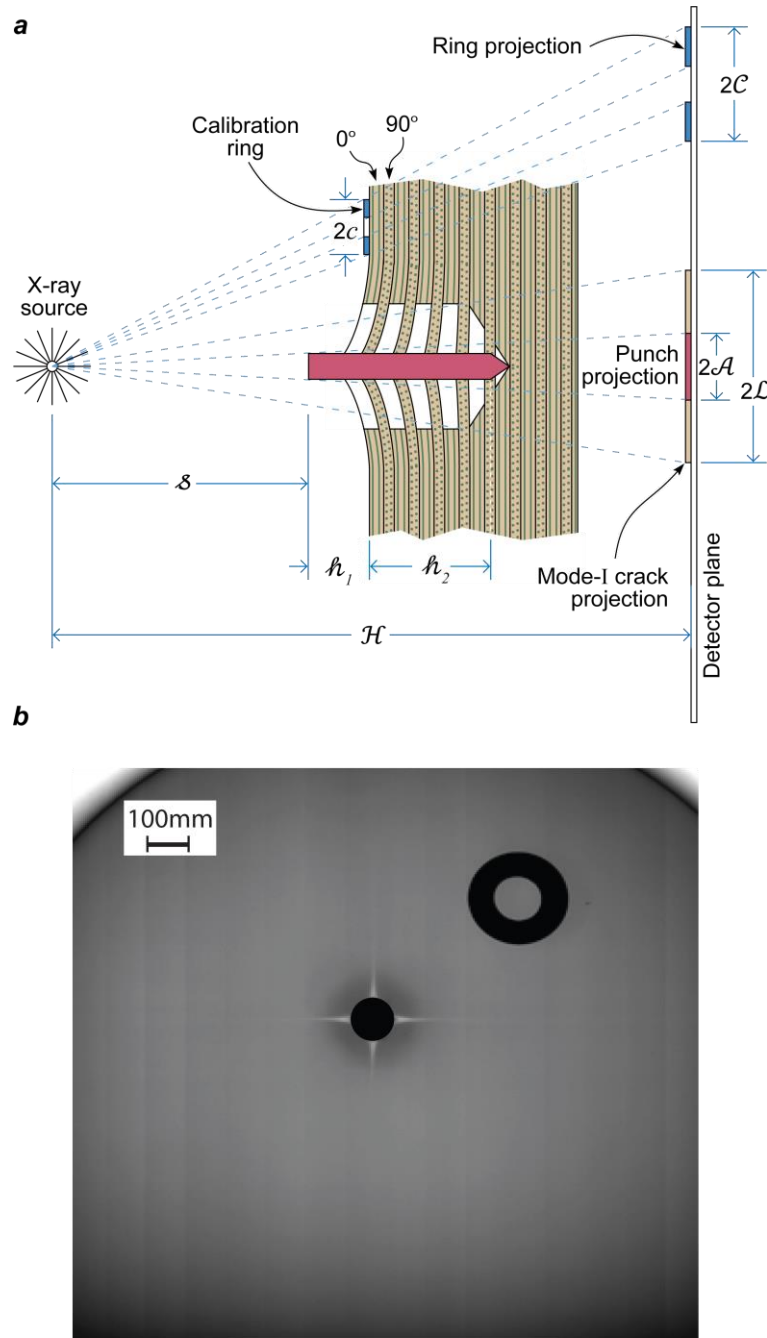 a
Ring projection
2𝒞
Calibration
ring
0°
90°
2c
X-ray
source
Punch
projection
2𝒜
2ℒ
𝓈
𝒽₁
𝒽₂
Mode-I crack
projection
ℋ
Detector plane
b
100mm